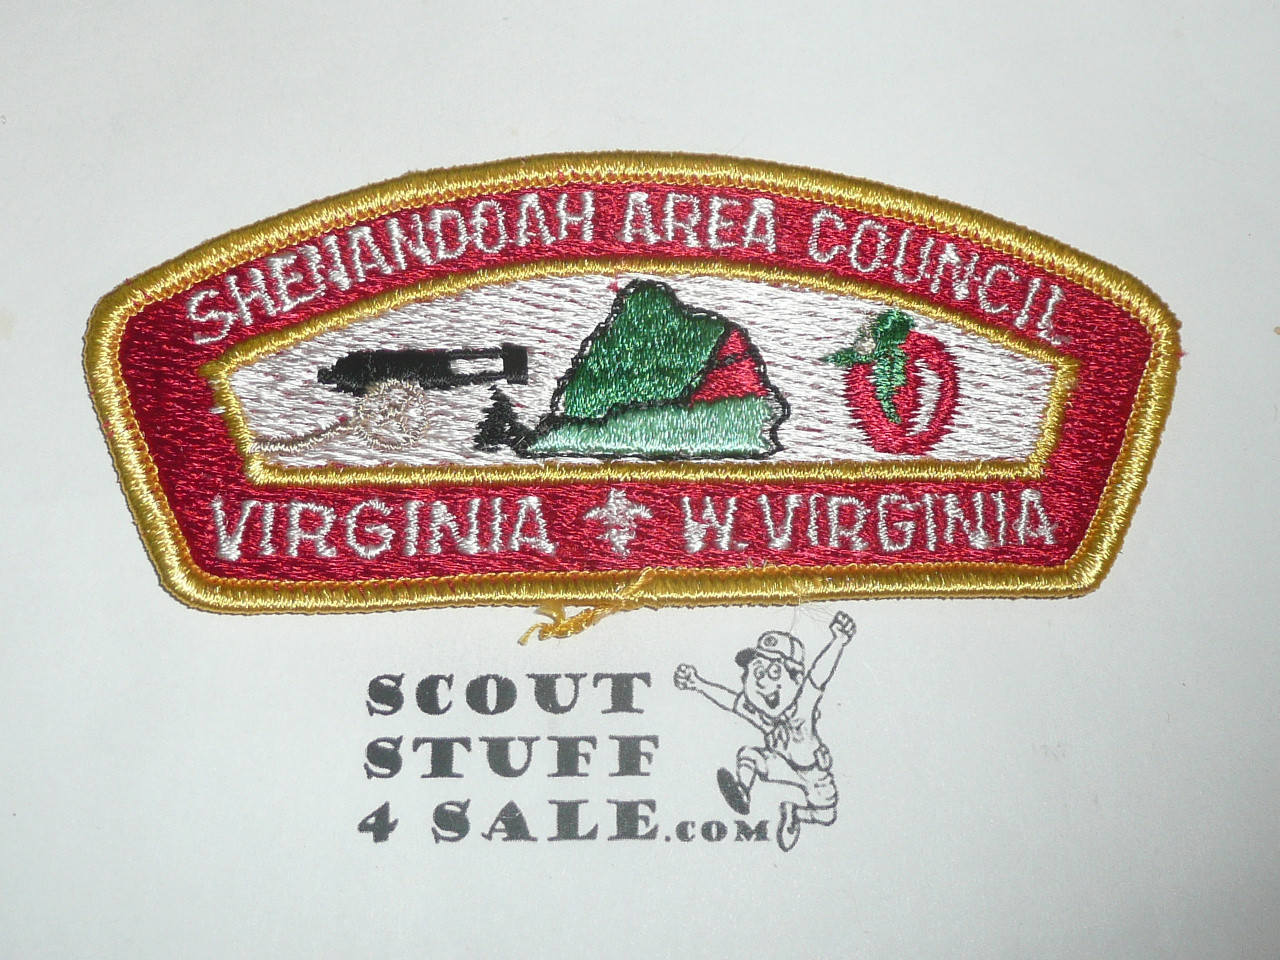 SHENANDOAH AREA COUNCIL
VIRGINIA W.VIRGINIA
SCOUT
STUFF
4 SALE.COM